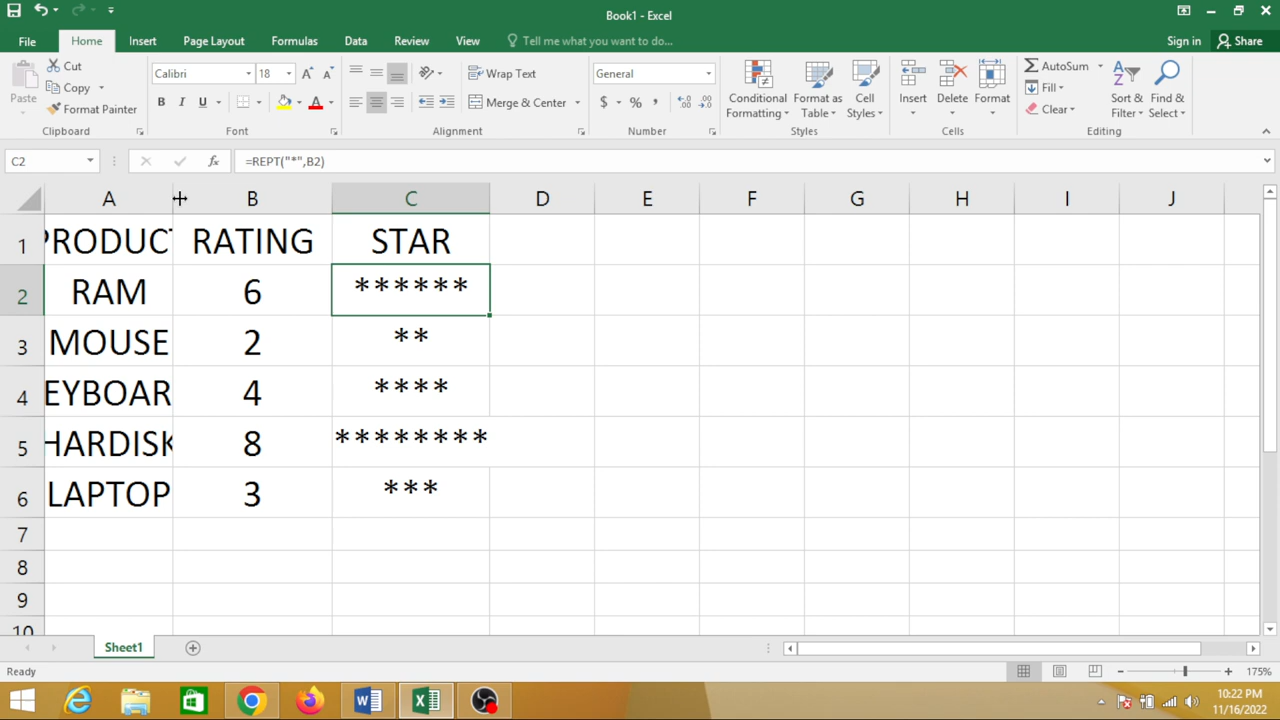 Book1 - Excel
File Home Insert Page Layout Formulas Data Review View Tell me what you want to do... Sign in Share
Paste Cut
Copy
Format Painter
Clipboard
Calibri 18
B I U
Font
Wrap Text
Merge & Center
Alignment
General
$ % ,
Number
Conditional Formatting
Format as Table
Cell Styles
Styles
Insert Delete Format
Cells
AutoSum
Fill
Clear
Sort & Filter
Find & Select
Editing
C2 fx =REPT("*",B2)
A B C D E F G H I J
1 PRODUCT RATING STAR
2 RAM 6 ******
3 MOUSE 2 **
4 EYBOAR 4 ****
5 HARDISK 8 ********
6 LAPTOP 3 ***
7
8
9
10
Sheet1
Ready 175%
10:22 PM
11/16/2022